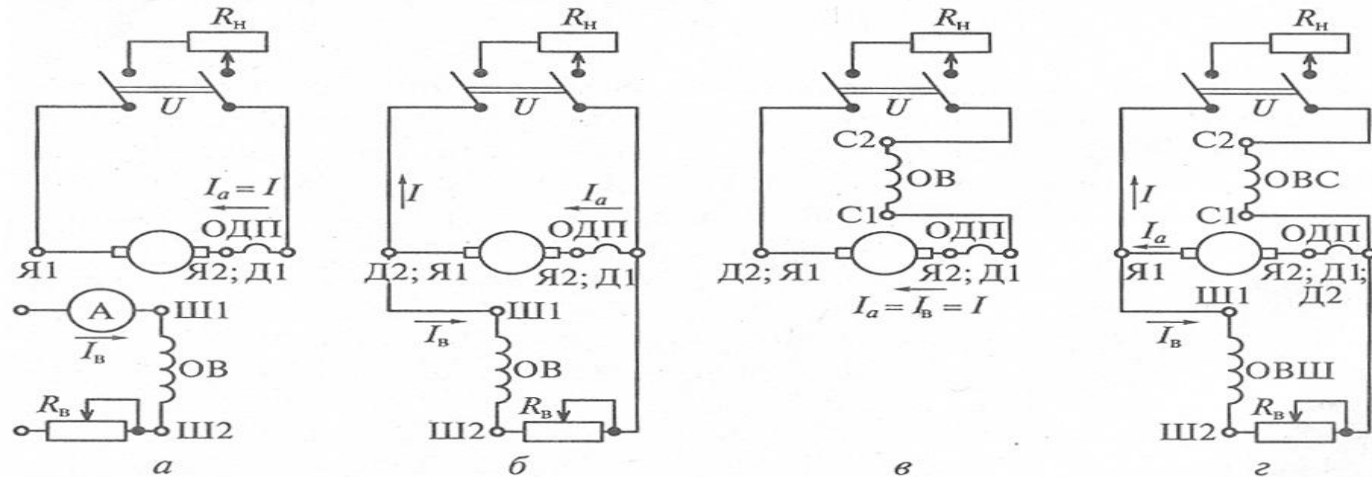 Rн Rн Rн Rн
U U U U
С2 С2
ОВ ОВС
Ia = I I Ia С1 I С1
ОДП ОДП ОДП Ia ОДП
Я1 Я2; Д1 Д2; Я1 Я2; Д1 Д2; Я1 Я2; Д1 Я1 Я2; Д1;
Д2
А Ш1 Ш1 Ia = Iв = I Ш1
Iв Iв Iв
ОВ ОВ ОВШ
Rв Rв Rв
Ш2 Ш2 Ш2
а б в г